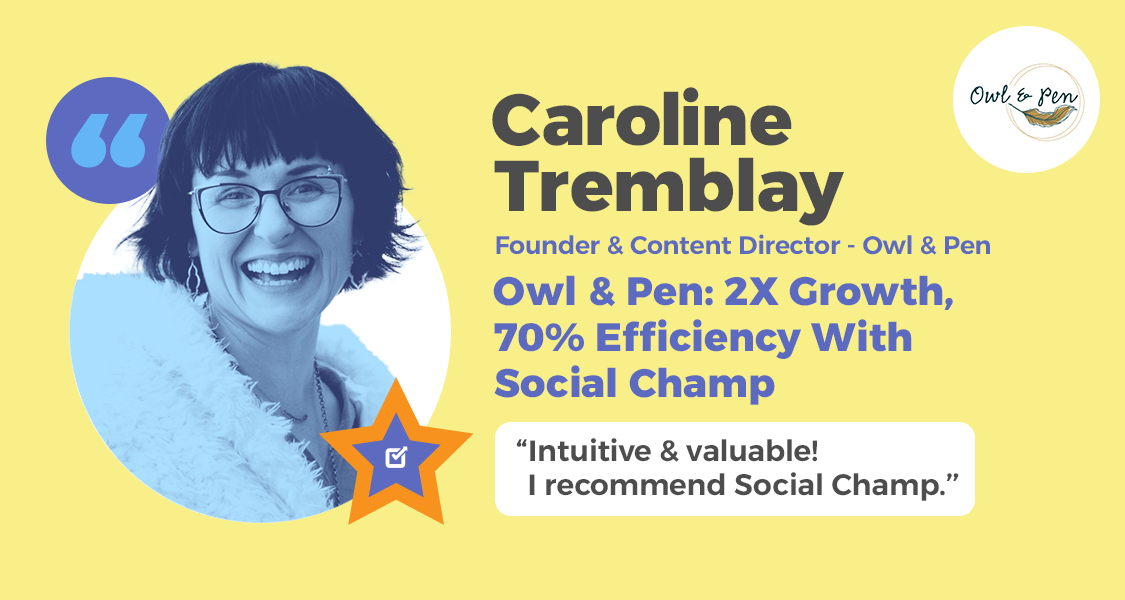 Caroline
Tremblay
Founder & Content Director - Owl & Pen
Owl & Pen: 2X Growth,
70% Efficiency With
Social Champ
“Intuitive & valuable!
I recommend Social Champ.”
Owl & Pen